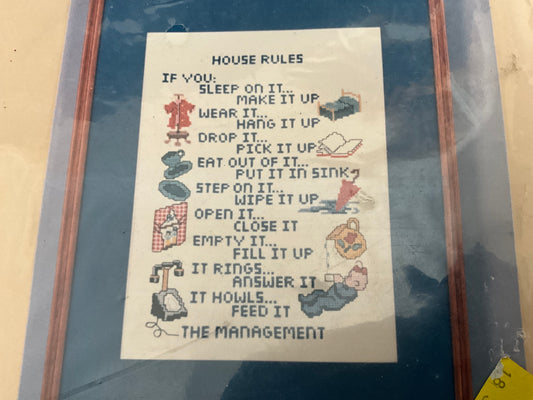 HOUSE RULES
IF YOU:
SLEEP ON IT...
MAKE IT UP
WEAR IT...
HANG IT UP
DROP IT...
PICK IT UP
EAT OUT OF IT...
PUT IT IN SINK
STEP ON IT...
WIPE IT UP
OPEN IT...
CLOSE IT
EMPTY IT...
FILL IT UP
IT RINGS...
ANSWER IT
IT HOWLS...
FEED IT
THE MANAGEMENT
18